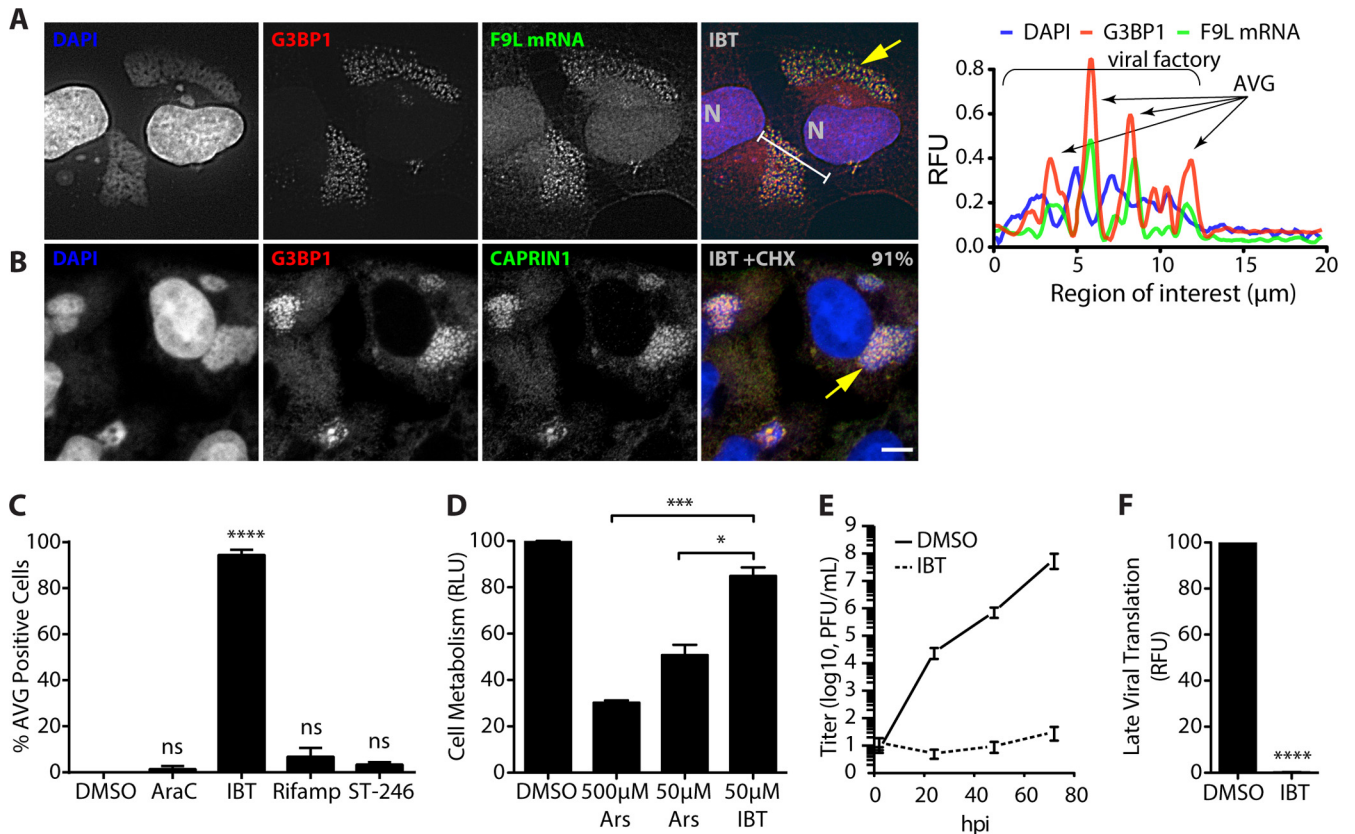 A
DAPI
G3BP1
F9L mRNA
IBT
N
N
DAPI G3BP1 F9L mRNA
viral factory
AVG
RFU
0.8
0.6
0.4
0.2
0.0
0 5 10 15 20
Region of interest (µm)
B
DAPI
G3BP1
CAPRIN1
IBT +CHX 91%
C
% AVG Positive Cells
100
80
60
40
20
0
ns
****
ns
ns
DMSO AraC IBT Rifamp ST-246
D
Cell Metabolism (RLU)
100
80
60
40
20
0
***
*
DMSO 500µM 50µM 50µM
Ars Ars IBT
E
Titer (log10, PFU/mL)
9
8
7
6
5
4
3
2
1
0
DMSO
IBT
0 20 40 60 80
hpi
F
Late Viral Translation
(RFU)
100
80
60
40
20
0
****
DMSO IBT